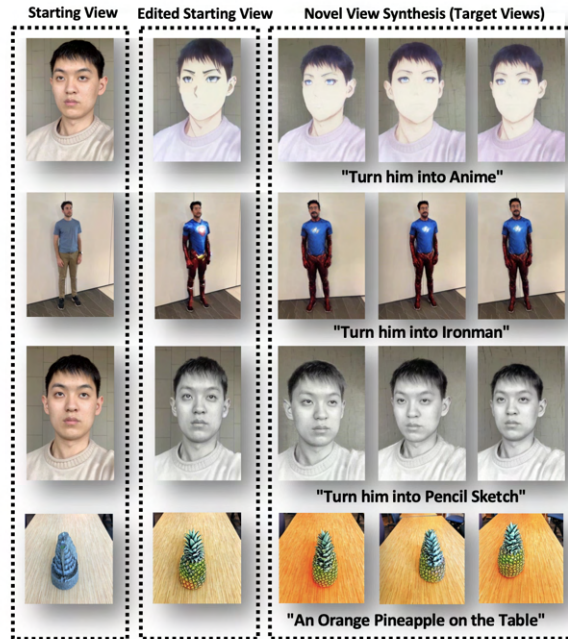 Starting View
Edited Starting View
Novel View Synthesis (Target Views)
"Turn him into Anime"
"Turn him into Ironman"
"Turn him into Pencil Sketch"
"An Orange Pineapple on the Table"